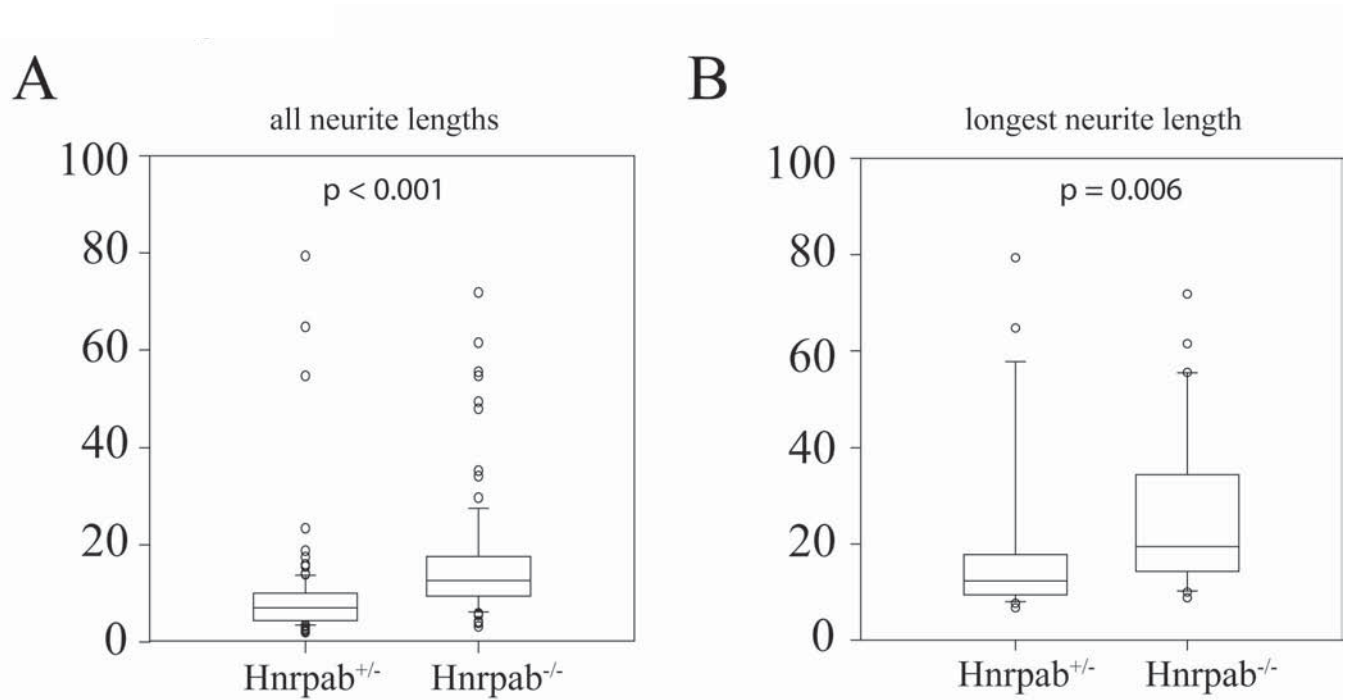 A
all neurite lengths
100
p < 0.001
80
60
40
20
0
Hnrpab+/- Hnrpab-/-
B
longest neurite length
100
p = 0.006
80
60
40
20
0
Hnrpab+/- Hnrpab-/-